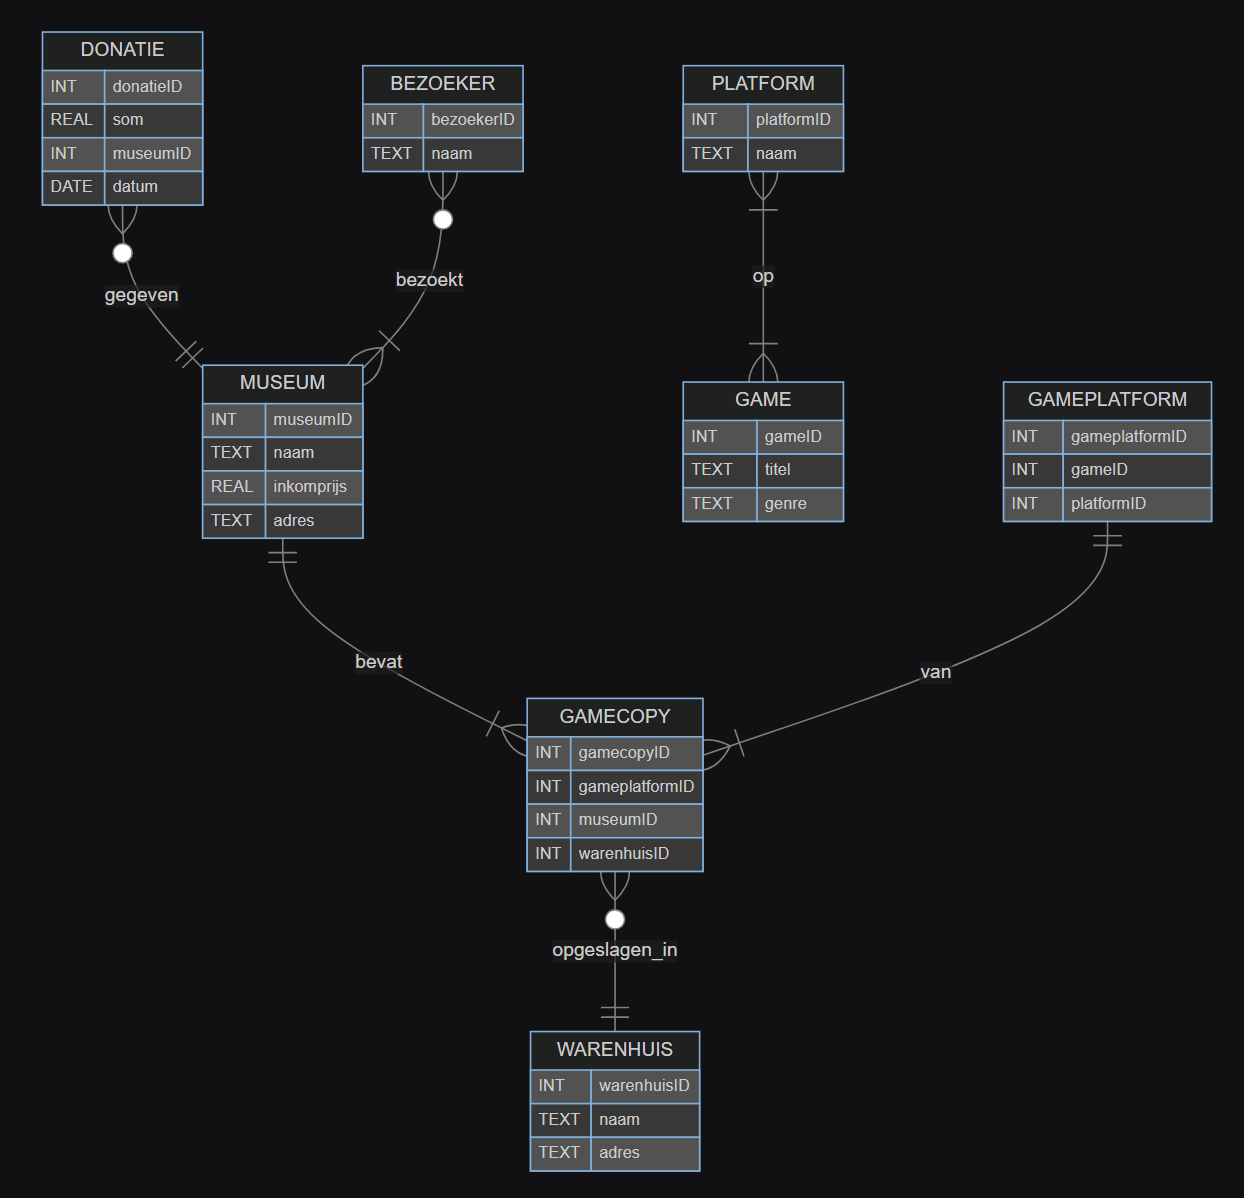 DONATIE
INT donatieID
REAL som
INT museumID
DATE datum
BEZOEKER
INT bezoekerID
TEXT naam
PLATFORM
INT platformID
TEXT naam
gegeven
bezoekt
op
MUSEUM
INT museumID
TEXT naam
REAL inkomprijs
TEXT adres
GAME
INT gameID
TEXT titel
TEXT genre
GAMEPLATFORM
INT gameplatformID
INT gameID
INT platformID
bevat
van
GAMECOPY
INT gamecopyID
INT gameplatformID
INT museumID
INT warenhuisID
opgeslagen_in
WARENHUIS
INT warenhuisID
TEXT naam
TEXT adres